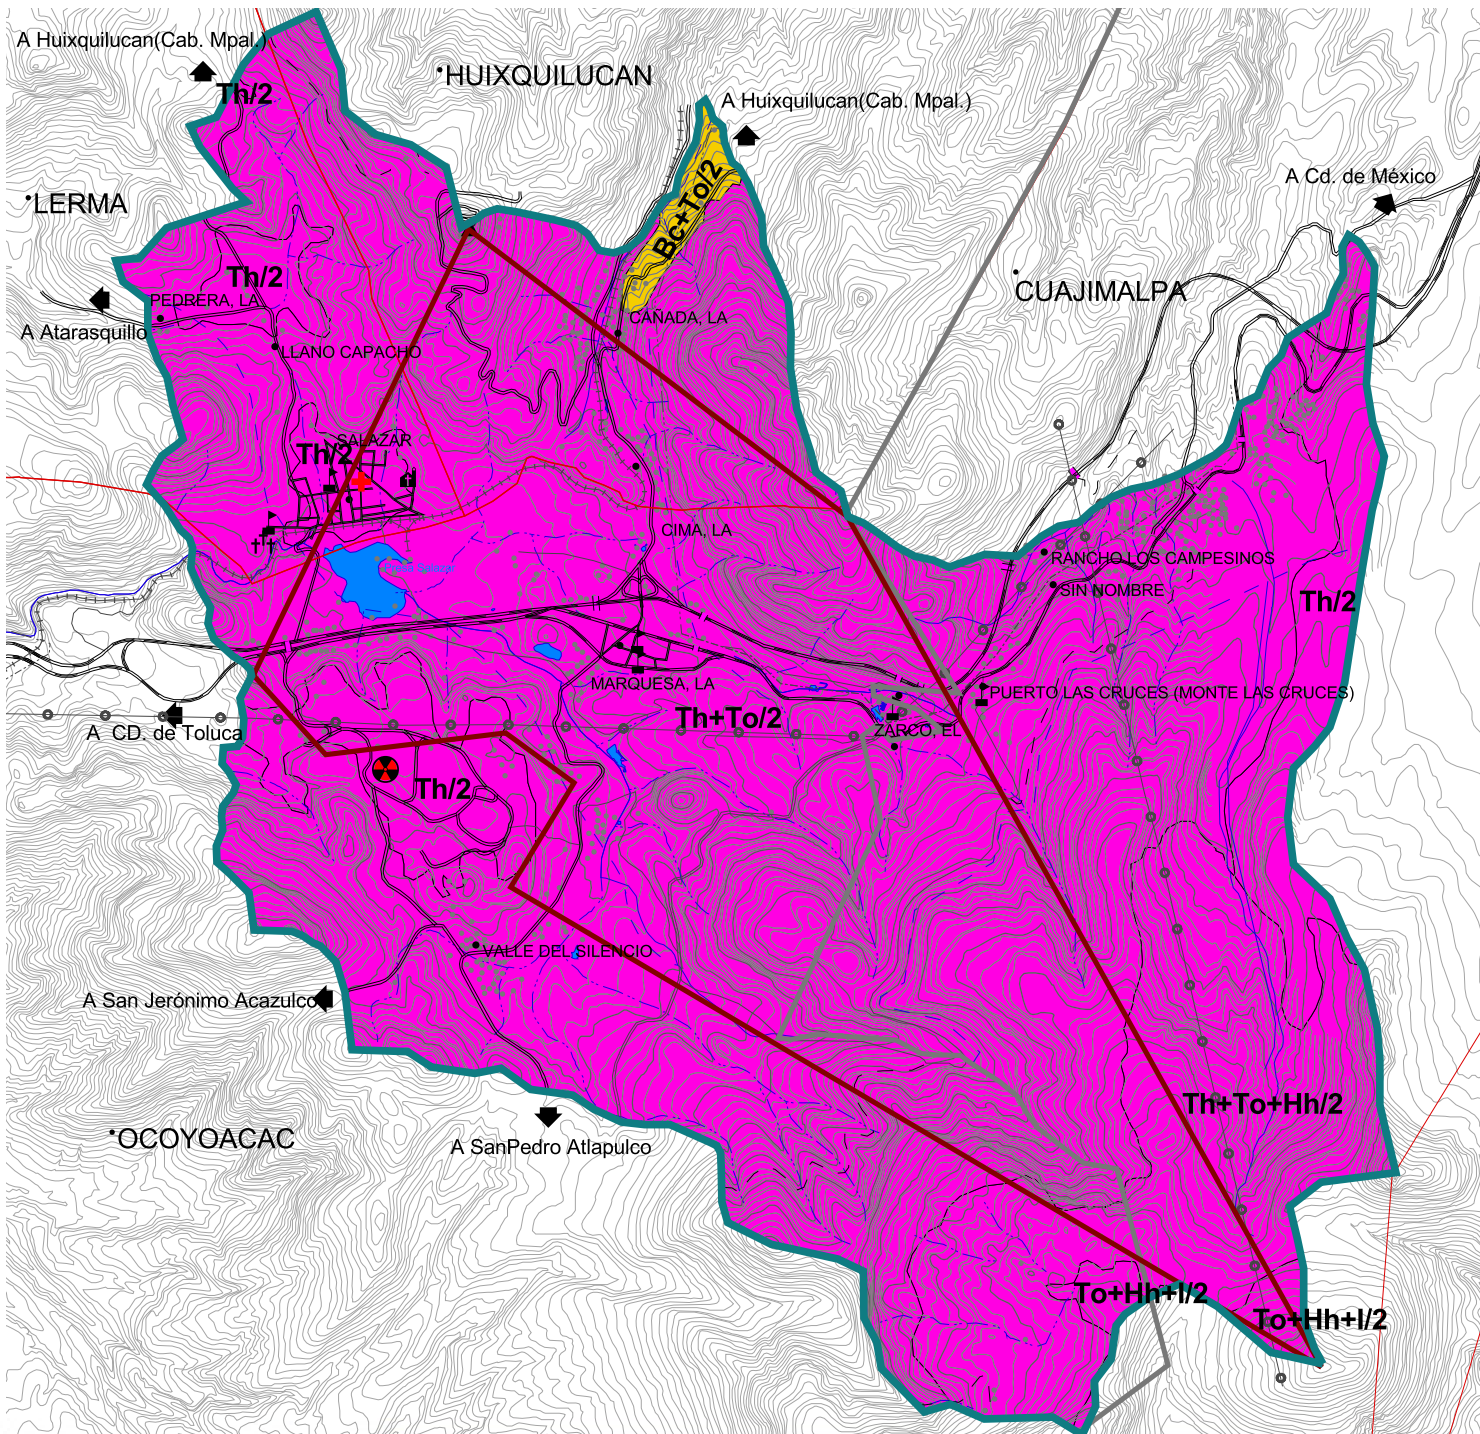 A Huixquilucan(Cab. Mpal.)
HUIXQUILUCAN
Th/2
A Huixquilucan(Cab. Mpal.)
A Cd. de México
LERMA
Bc+To/2
Th/2
CUAJIMALPA
PEDRERA, LA
A Atarasquillo
CAÑADA, LA
LLANO CAPACHO
SALAZAR
Th/2
CIMA, LA
RANCHO LOS CAMPESINOS
SIN NOMBRE
Th/2
MARQUESA, LA
PUERTO LAS CRUCES (MONTE LAS CRUCES)
Th+To/2
A CD. de Toluca
ZARCO, EL
Th/2
VALLE DEL SILENCIO
A San Jerónimo Acazulco
Th+To+Hh/2
OCOYOACAC
A SanPedro Atlapulco
To+Hh+I/2
To+Hh+I/2